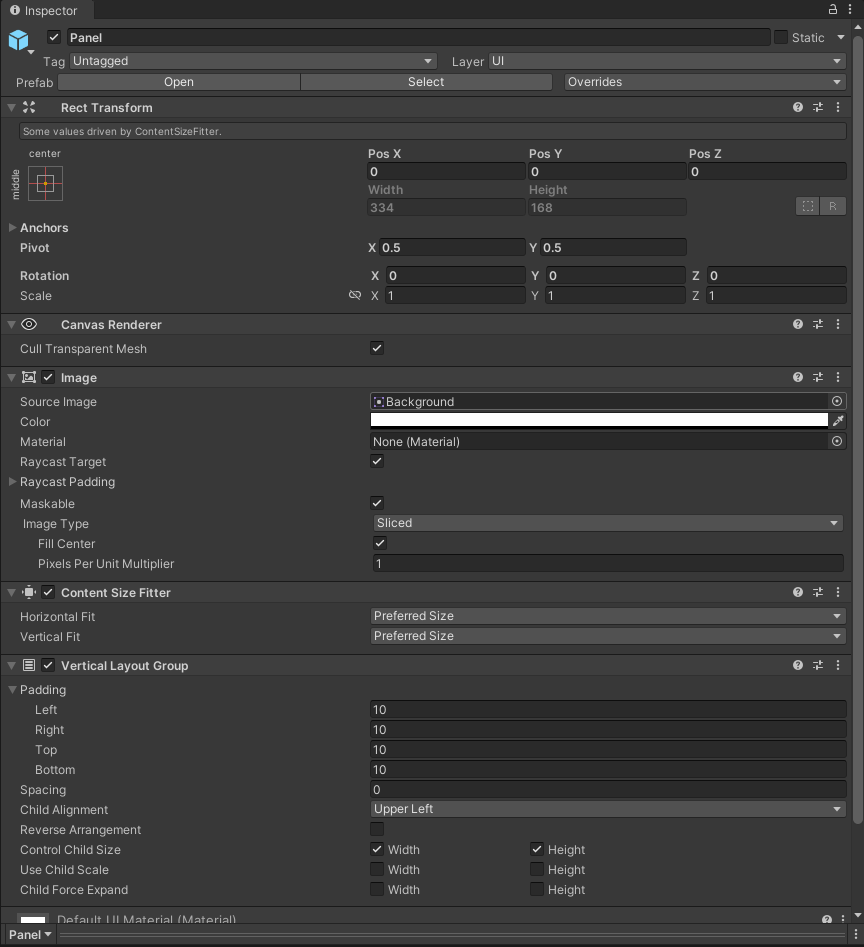 Inspector
Panel Static
Tag Untagged Layer UI
Prefab Open Select Overrides
Rect Transform
Some values driven by ContentSizeFitter.
center
middle
Pos X Pos Y Pos Z
0 0 0
Width Height
334 168
R
Anchors
Pivot X 0.5 Y 0.5
Rotation X 0 Y 0 Z 0
Scale X 1 Y 1 Z 1
Canvas Renderer
Cull Transparent Mesh
Image
Source Image Background
Color
Material None (Material)
Raycast Target
Raycast Padding
Maskable
Image Type Sliced
Fill Center
Pixels Per Unit Multiplier 1
Content Size Fitter
Horizontal Fit Preferred Size
Vertical Fit Preferred Size
Vertical Layout Group
Padding
Left 10
Right 10
Top 10
Bottom 10
Spacing 0
Child Alignment Upper Left
Reverse Arrangement
Control Child Size Width Height
Use Child Scale Width Height
Child Force Expand Width Height
Default UI Material (Material)
Panel